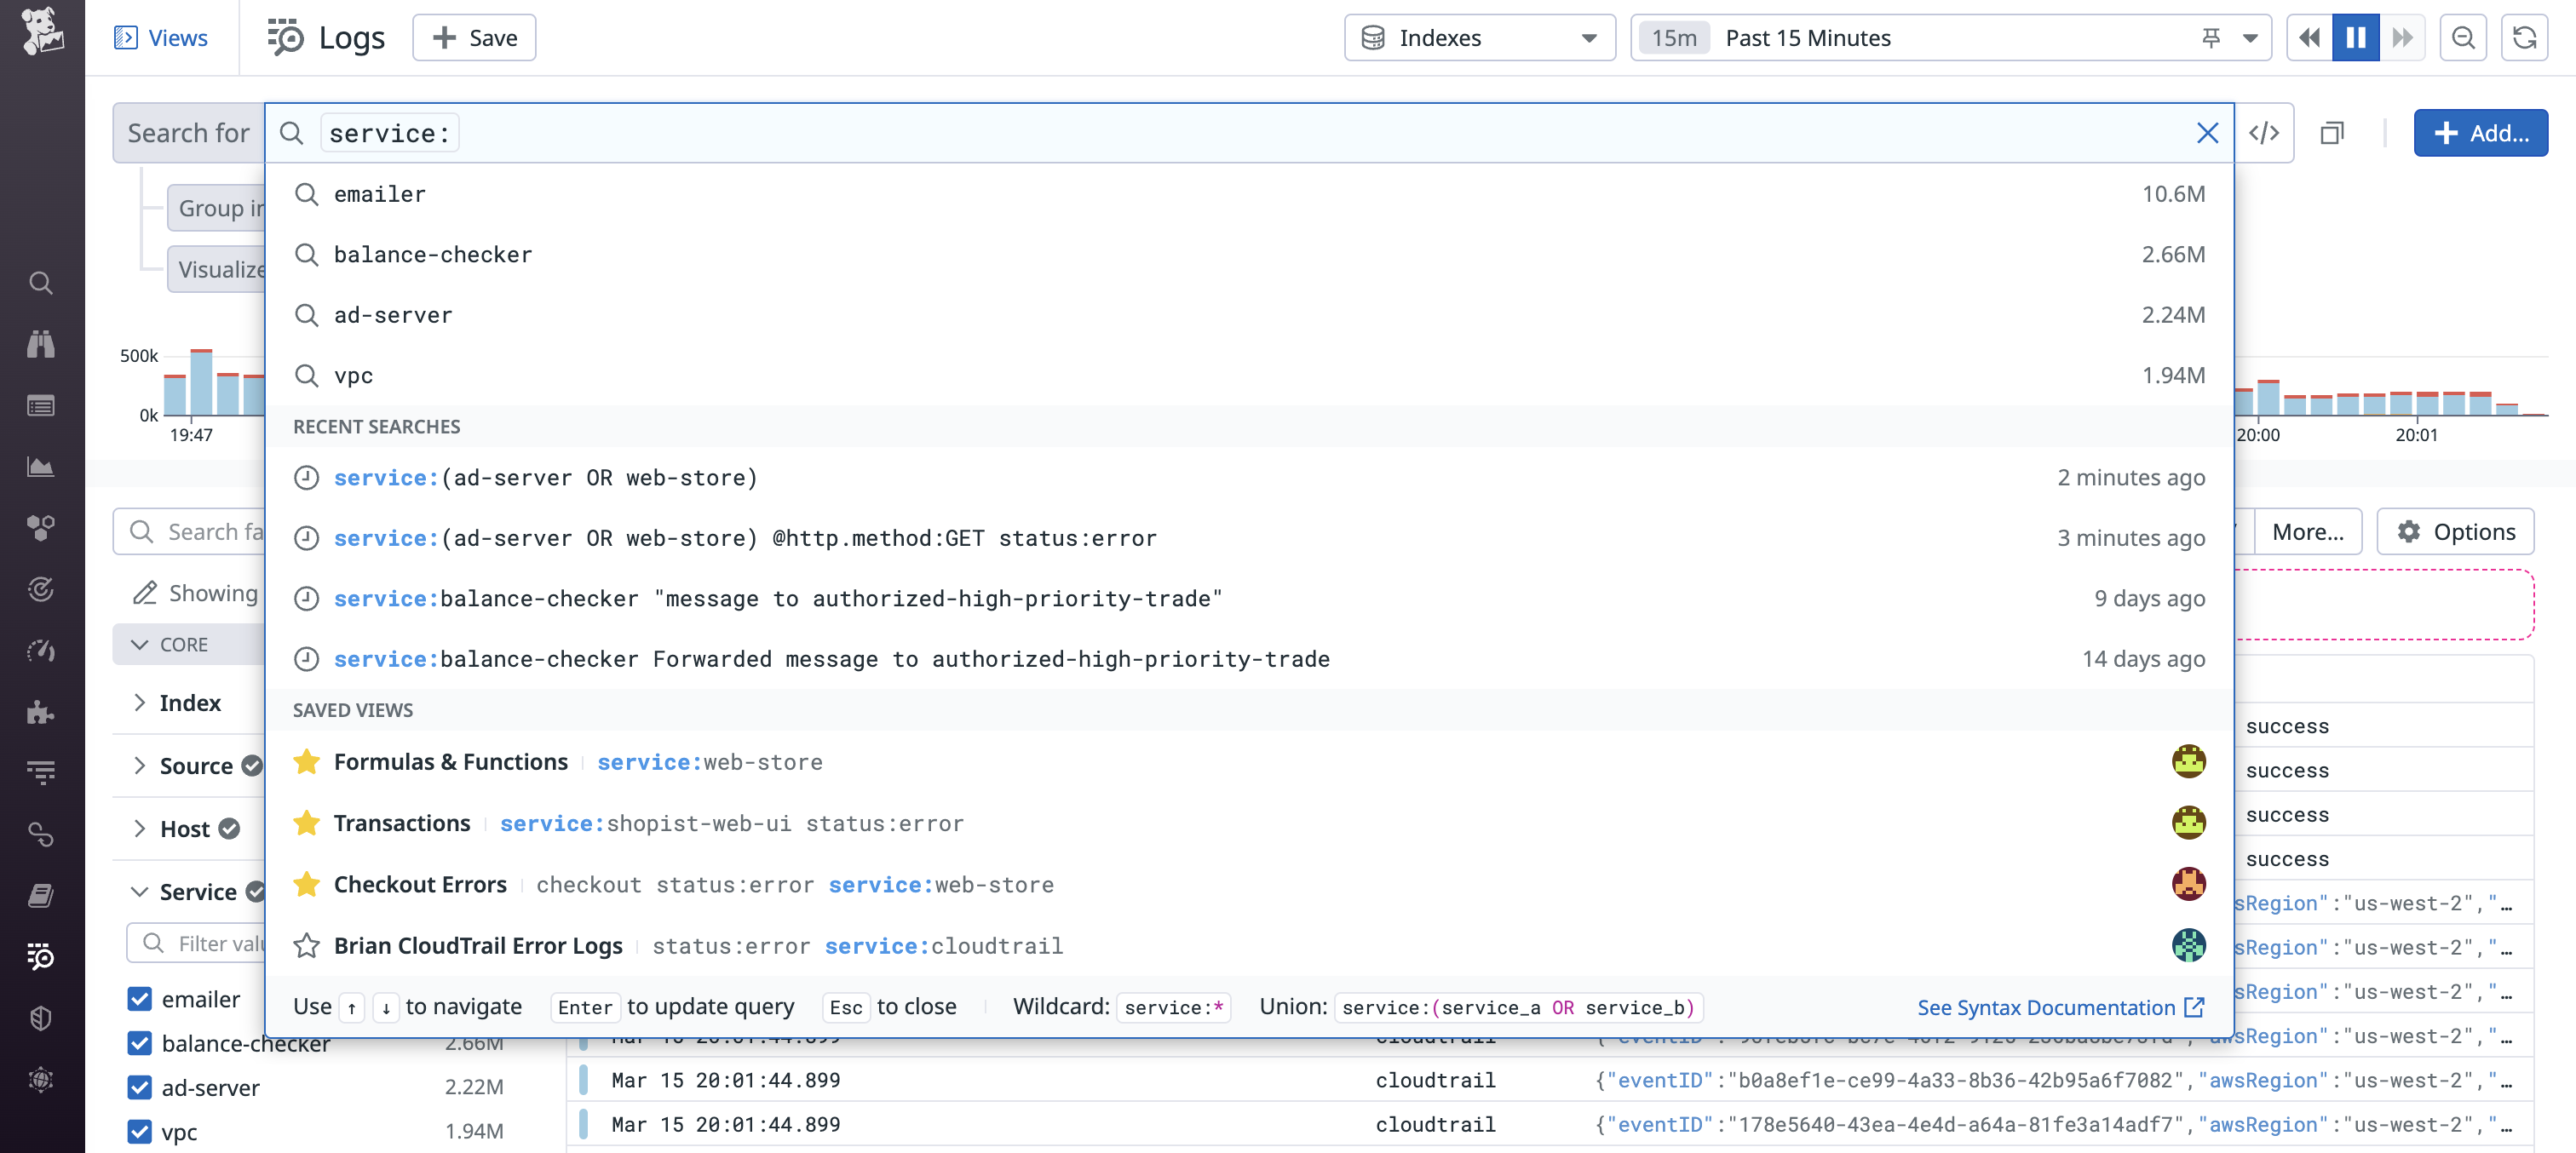 Views
Logs
Save
Indexes
15m Past 15 Minutes
Search for
service:
Add...
Group
Visualize
emailer 10.6M
balance-checker 2.66M
ad-server 2.24M
vpc 1.94M
500k
0k
19:47
20:00
20:01
RECENT SEARCHES
service:(ad-server OR web-store) 2 minutes ago
service:(ad-server OR web-store) @http.method:GET status:error 3 minutes ago
service:balance-checker "message to authorized-high-priority-trade" 9 days ago
service:balance-checker Forwarded message to authorized-high-priority-trade 14 days ago
SAVED VIEWS
Formulas & Functions service:web-store
Transactions service:shopist-web-ui status:error
Checkout Errors checkout status:error service:web-store
Brian CloudTrail Error Logs status:error service:cloudtrail
Use ↑ ↓ to navigate Enter to update query Esc to close Wildcard: service:* Union: service:(service_a OR service_b) See Syntax Documentation
Search
More...
Options
Showing
CORE
Index
Source
Host
Service
Filter
emailer
balance-checker 2.66M
ad-server 2.22M
vpc 1.94M
success
success
success
success
sRegion":"us-west-2","…
sRegion":"us-west-2","…
awsRegion":"us-west-2","…
awsRegion":"us-west-2","…
Mar 15 20:01:44.899 cloudtrail {"eventID":"b0a8ef1e-ce99-4a33-8b36-42b95a6f7082","awsRegion":"us-west-2","…
Mar 15 20:01:44.899 cloudtrail {"eventID":"178e5640-43ea-4e4d-a64a-81fe3a14adf7","awsRegion":"us-west-2","…